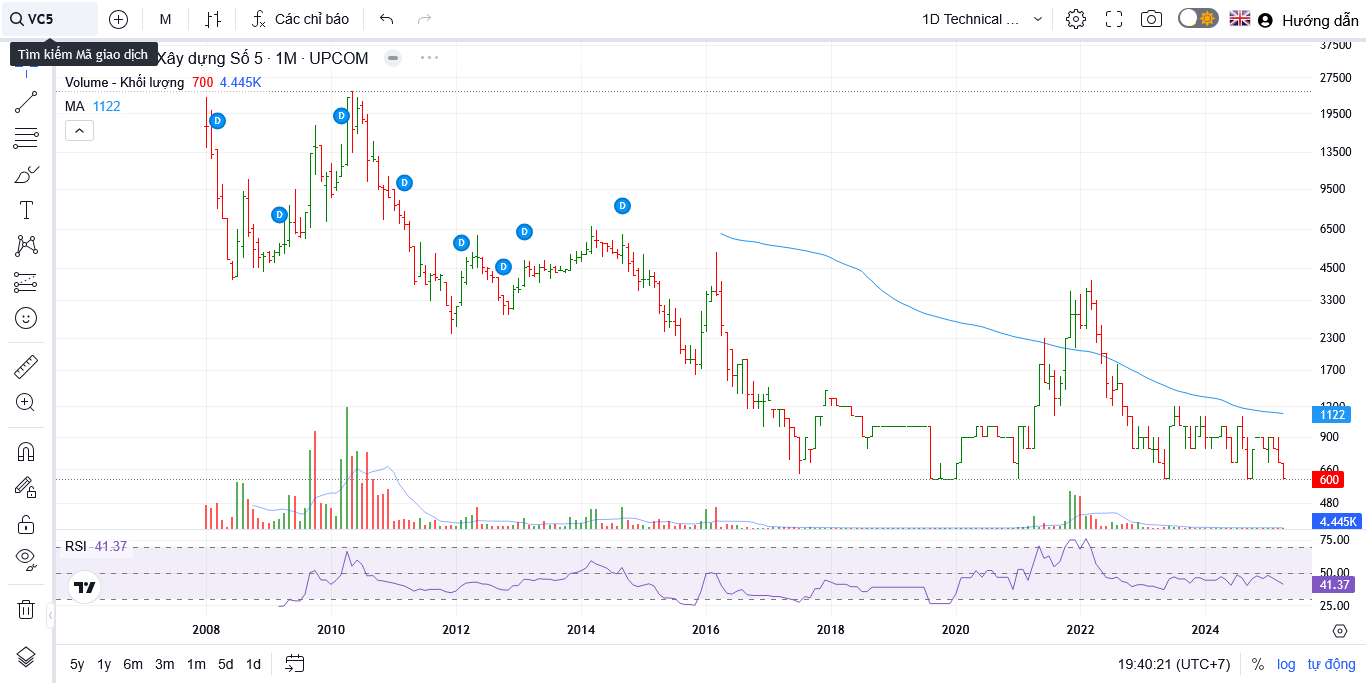 VC5
M
Các chỉ báo
1D Technical ...
Hướng dẫn
Tìm kiếm Mã giao dịch
Xây dựng Số 5 · 1M · UPCOM
Volume - Khối lượng 700 4.445K
MA 1122
D D D D D D D D
37500
27500
19500
13500
9500
6500
4500
3300
2300
1700
1200
1122
900
660
600
480
4.445K
RSI 41.37
75.00
50.00
41.37
25.00
2008 2010 2012 2014 2016 2018 2020 2022 2024
5y 1y 6m 3m 1m 5d 1d
19:40:21 (UTC+7) % log tự động